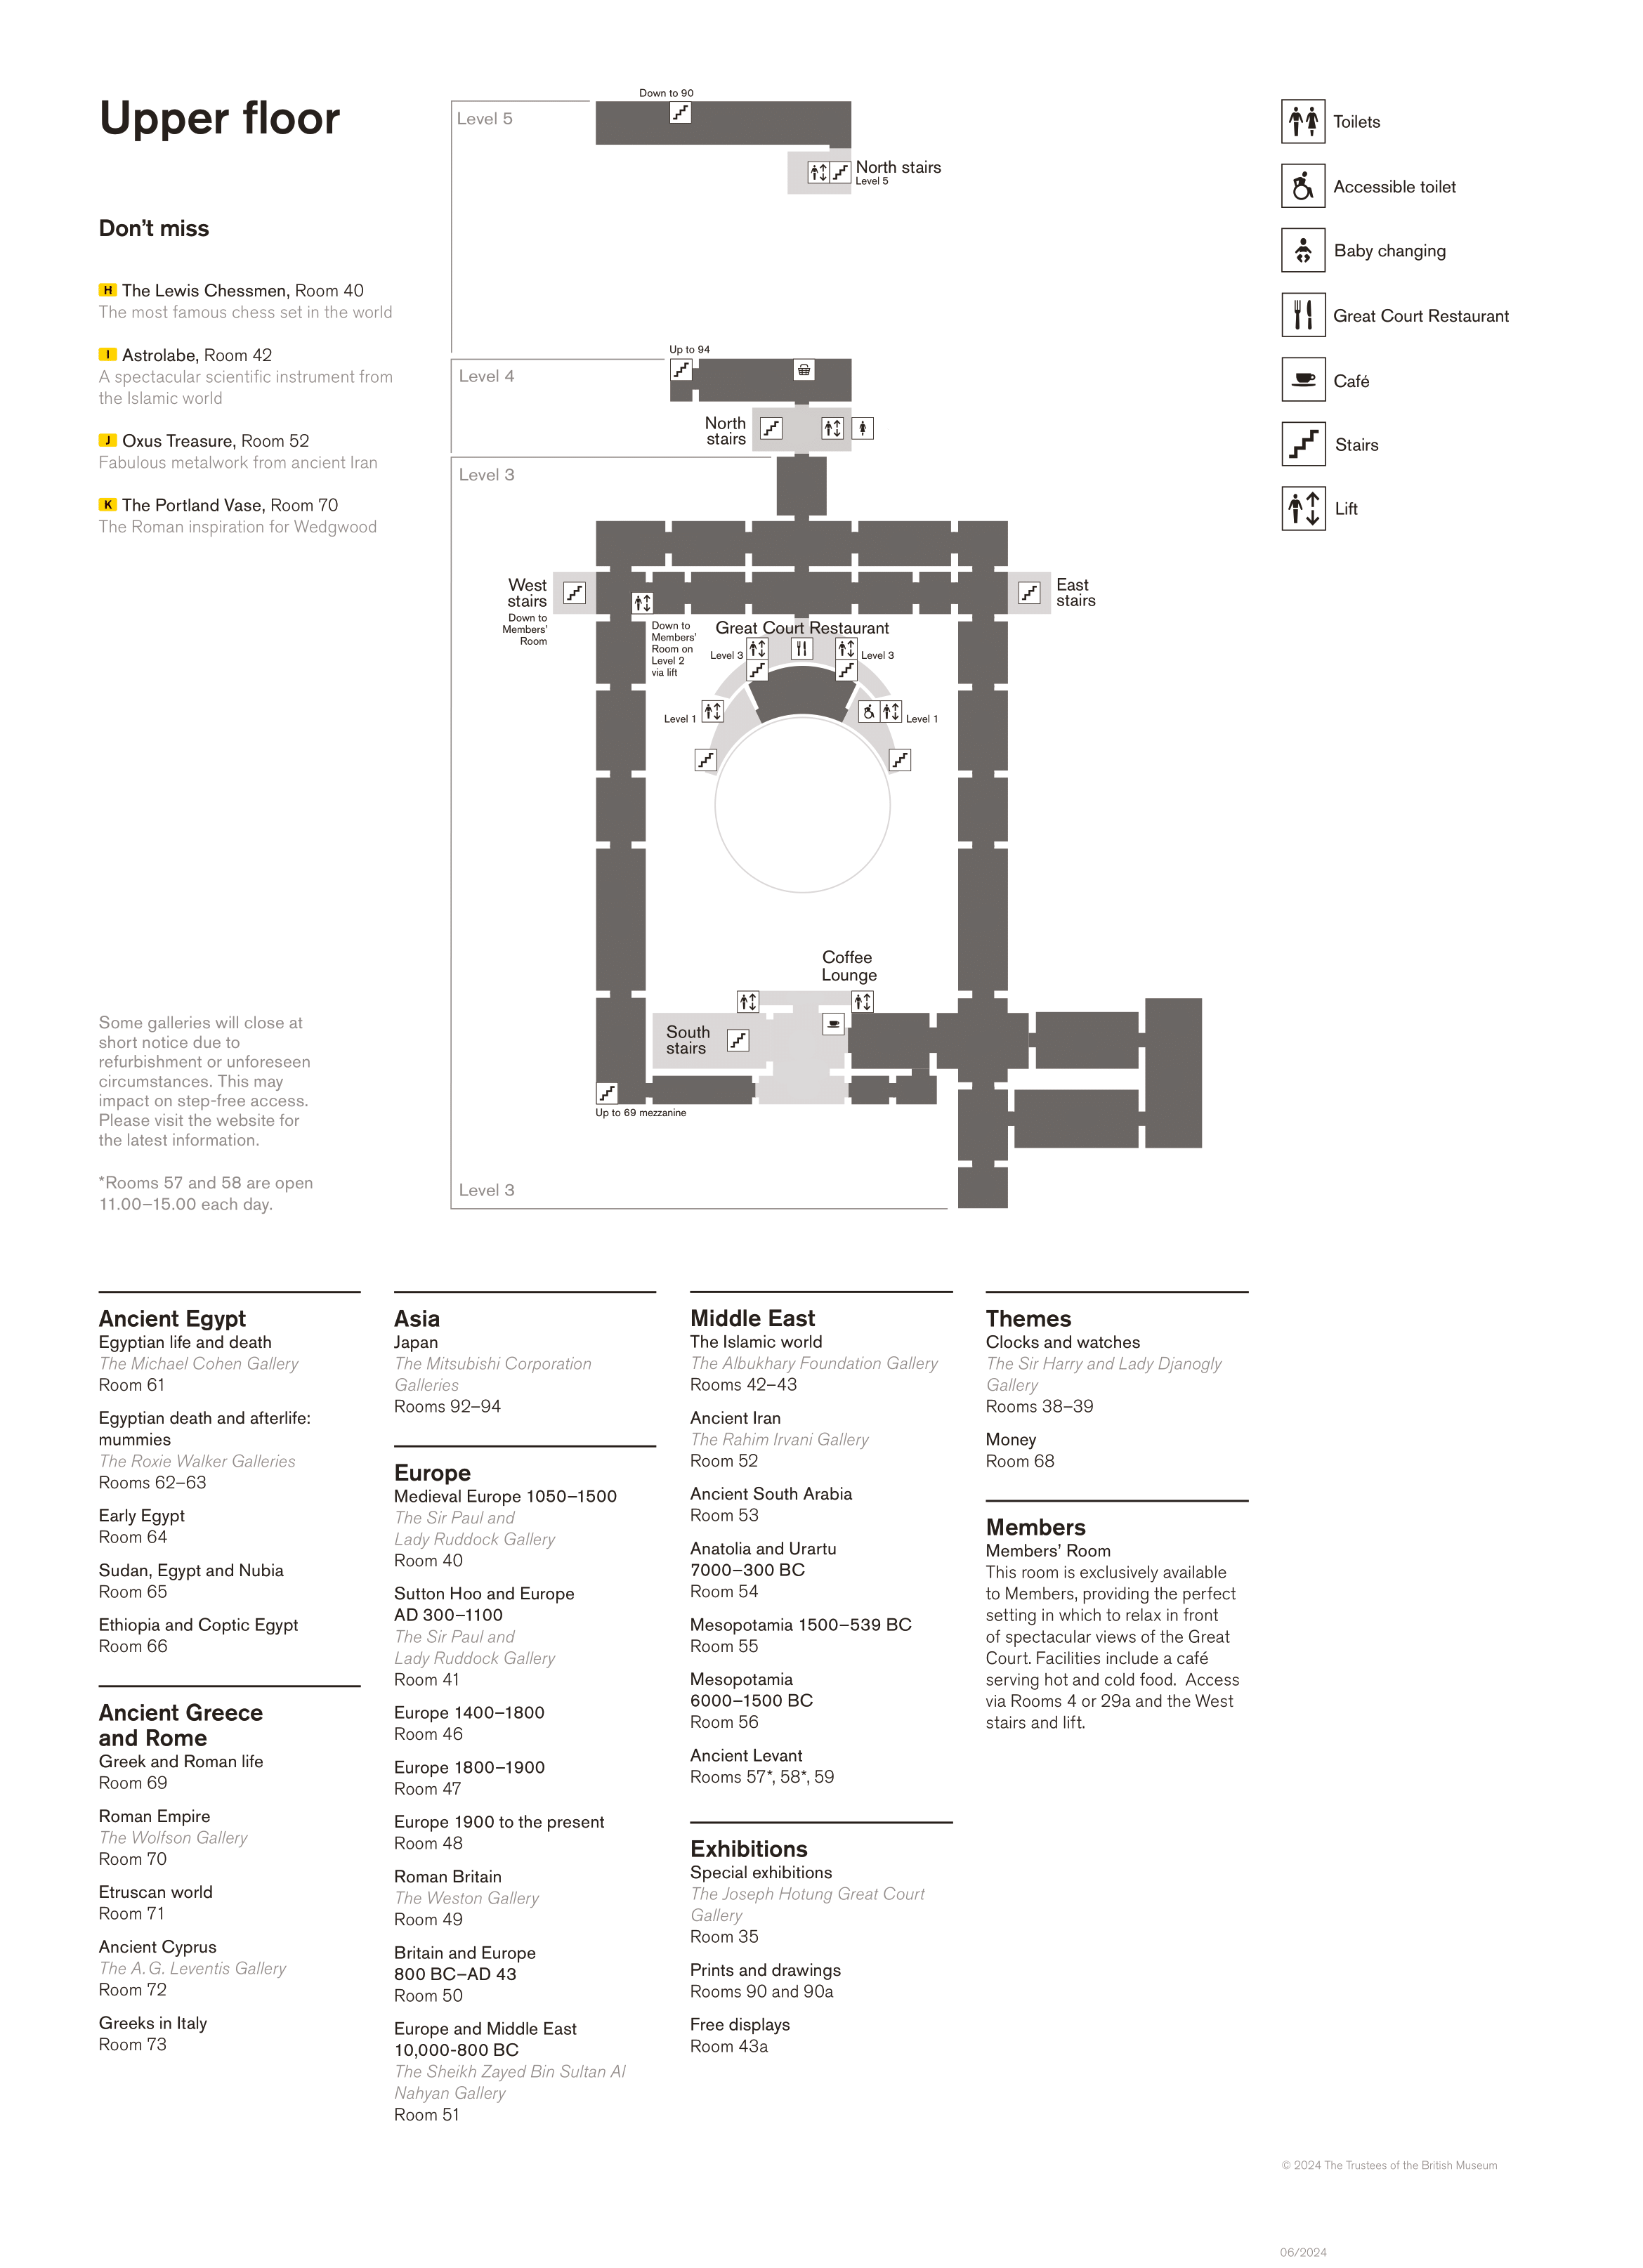 Upper floor
Don’t miss
H The Lewis Chessmen, Room 40
The most famous chess set in the world
I Astrolabe, Room 42
A spectacular scientific instrument from
the Islamic world
J Oxus Treasure, Room 52
Fabulous metalwork from ancient Iran
K The Portland Vase, Room 70
The Roman inspiration for Wedgwood
Some galleries will close at
short notice due to
refurbishment or unforeseen
circumstances. This may
impact on step-free access.
Please visit the website for
the latest information.
*Rooms 57 and 58 are open
11.00–15.00 each day.
Down to 90
Level 5
North stairs
Level 5
Up to 94
Level 4
North
stairs
Level 3
West
stairs
Down to
Members’
Room
East
stairs
Down to
Members’
Room on
Level 2
via lift
Great Court Restaurant
Level 3
Level 3
Level 1
Level 1
Coffee
Lounge
South
stairs
Up to 69 mezzanine
Level 3
Toilets
Accessible toilet
Baby changing
Great Court Restaurant
Café
Stairs
Lift
Ancient Egypt
Egyptian life and death
The Michael Cohen Gallery
Room 61
Egyptian death and afterlife:
mummies
The Roxie Walker Galleries
Rooms 62–63
Early Egypt
Room 64
Sudan, Egypt and Nubia
Room 65
Ethiopia and Coptic Egypt
Room 66
Ancient Greece
and Rome
Greek and Roman life
Room 69
Roman Empire
The Wolfson Gallery
Room 70
Etruscan world
Room 71
Ancient Cyprus
The A.G. Leventis Gallery
Room 72
Greeks in Italy
Room 73
Asia
Japan
The Mitsubishi Corporation
Galleries
Rooms 92–94
Europe
Medieval Europe 1050–1500
The Sir Paul and
Lady Ruddock Gallery
Room 40
Sutton Hoo and Europe
AD 300–1100
The Sir Paul and
Lady Ruddock Gallery
Room 41
Europe 1400–1800
Room 46
Europe 1800–1900
Room 47
Europe 1900 to the present
Room 48
Roman Britain
The Weston Gallery
Room 49
Britain and Europe
800 BC–AD 43
Room 50
Europe and Middle East
10,000-800 BC
The Sheikh Zayed Bin Sultan Al
Nahyan Gallery
Room 51
Middle East
The Islamic world
The Albukhary Foundation Gallery
Rooms 42–43
Ancient Iran
The Rahim Irvani Gallery
Room 52
Ancient South Arabia
Room 53
Anatolia and Urartu
7000–300 BC
Room 54
Mesopotamia 1500–539 BC
Room 55
Mesopotamia
6000–1500 BC
Room 56
Ancient Levant
Rooms 57*, 58*, 59
Exhibitions
Special exhibitions
The Joseph Hotung Great Court
Gallery
Room 35
Prints and drawings
Rooms 90 and 90a
Free displays
Room 43a
Themes
Clocks and watches
The Sir Harry and Lady Djanogly
Gallery
Rooms 38–39
Money
Room 68
Members
Members’ Room
This room is exclusively available
to Members, providing the perfect
setting in which to relax in front
of spectacular views of the Great
Court. Facilities include a café
serving hot and cold food. Access
via Rooms 4 or 29a and the West
stairs and lift.
© 2024 The Trustees of the British Museum
06/2024